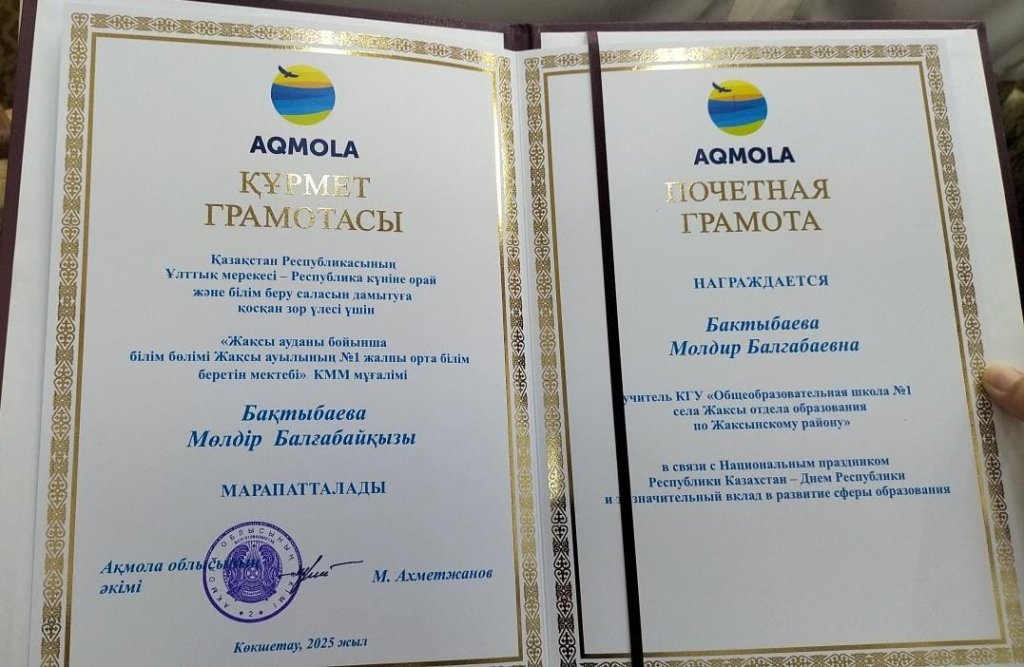 AQMOLA
ҚҰРМЕТ
ГРАМОТАСЫ
Қазақстан Республикасының
Ұлттық мерекесі – Республика күніне орай
және білім беру саласын дамытуға
қосқан зор үлесі үшін
«Жақсы ауданы бойынша
білім бөлімі Жақсы ауылының №1 жалпы орта білім
беретін мектебі» КММ мұғалімі
Бақтыбаева
Мөлдір Балғабайқызы
МАРАПАТТАЛАДЫ
Ақмола облысының
әкімі
М. Ахметжанов
Көкшетау, 2025 жыл
AQMOLA
ПОЧЕТНАЯ
ГРАМОТА
НАГРАЖДАЕТСЯ
Бактыбаева
Молдир Балгабаевна
учитель КГУ «Общеобразовательная школа №1
села Жаксы отдела образования
по Жаксынскому району»
в связи с Национальным праздником
Республики Казахстан – Днем Республики
и значительный вклад в развитие сферы образования